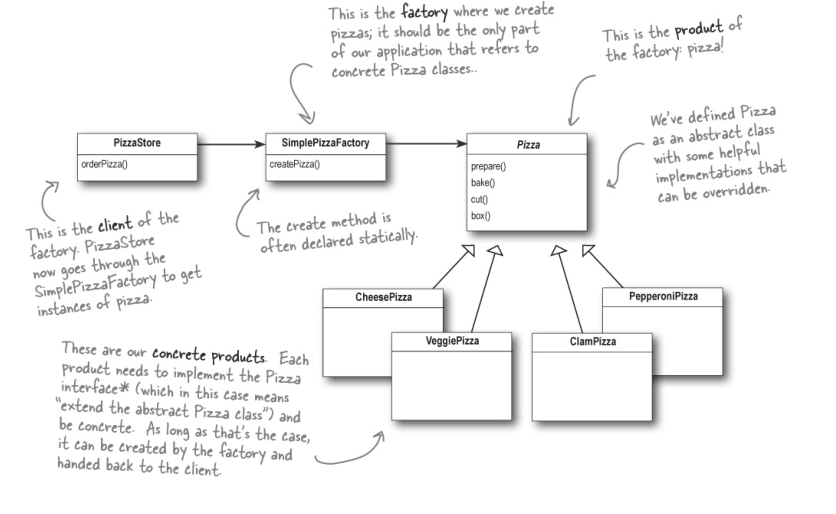 This is the factory where we create
pizzas; it should be the only part
of our application that refers to
concrete Pizza classes..
This is the product of
the factory: pizza!
We've defined Pizza
as an abstract class
with some helpful
implementations that
can be overridden.
PizzaStore
orderPizza()
SimplePizzaFactory
createPizza()
Pizza
prepare()
bake()
cut()
box()
This is the client of the
factory. PizzaStore
now goes through the
SimplePizzaFactory to get
instances of pizza.
The create method is
often declared statically.
CheesePizza
VeggiePizza
ClamPizza
PepperoniPizza
These are our concrete products. Each
product needs to implement the Pizza
interface* (which in this case means
"extend the abstract Pizza class") and
be concrete. As long as that's the case,
it can be created by the factory and
handed back to the client.